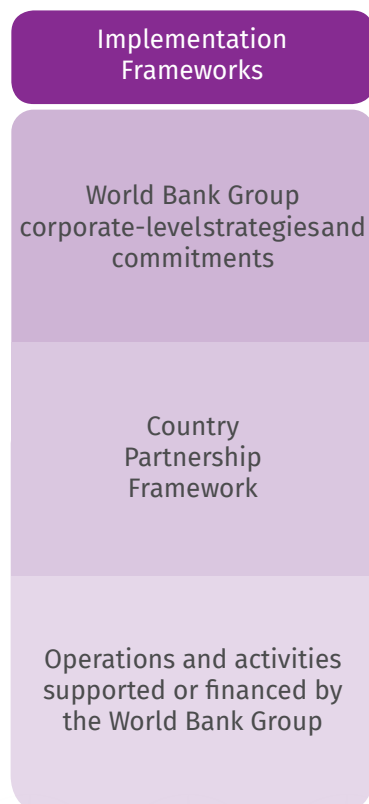 Implementation
Frameworks
World Bank Group
corporate-levelstrategiesand
commitments
Country
Partnership
Framework
Operations and activities
supported or financed by
the World Bank Group